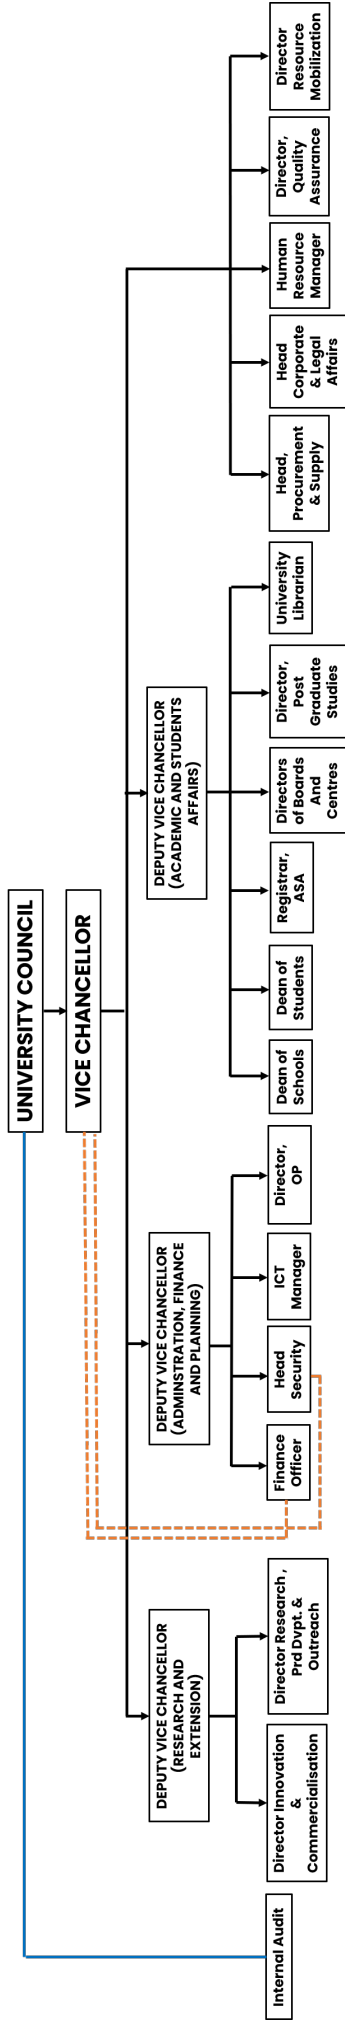 UNIVERSITY COUNCIL
VICE CHANCELLOR
DEPUTY VICE CHANCELLOR
(RESEARCH AND
EXTENSION)
DEPUTY VICE CHANCELLOR
(ADMINSTRATION, FINANCE
AND PLANNING)
DEPUTY VICE CHANCELLOR
(ACADEMIC AND STUDENTS
AFFAIRS)
Internal Audit
Director Innovation
&
Commercialisation
Director Research ,
Prd Dvpt. &
Outreach
Finance
Officer
Head
Security
ICT
Manager
Director,
OP
Dean of
Schools
Dean of
Students
Registrar,
ASA
Directors
of Boards
And
Centres
Director,
Post
Graduate
Studies
University
Librarian
Head,
Procurement
& Supply
Head
Corporate
& Legal
Affairs
Human
Resource
Manager
Director,
Quality
Assurance
Director
Resource
Mobilization